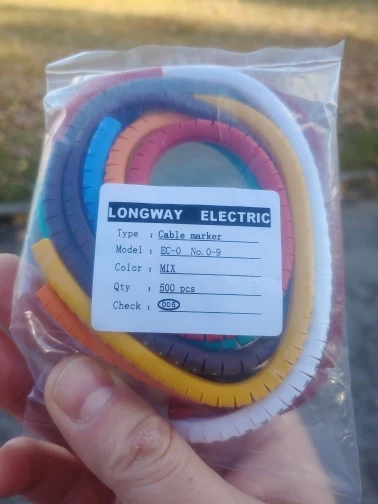 LONGWAY ELECTRIC
Type : Cable marker
Model : EC-0 No.0-9
Color : MIX
Qty : 500 pcs
Check : 005